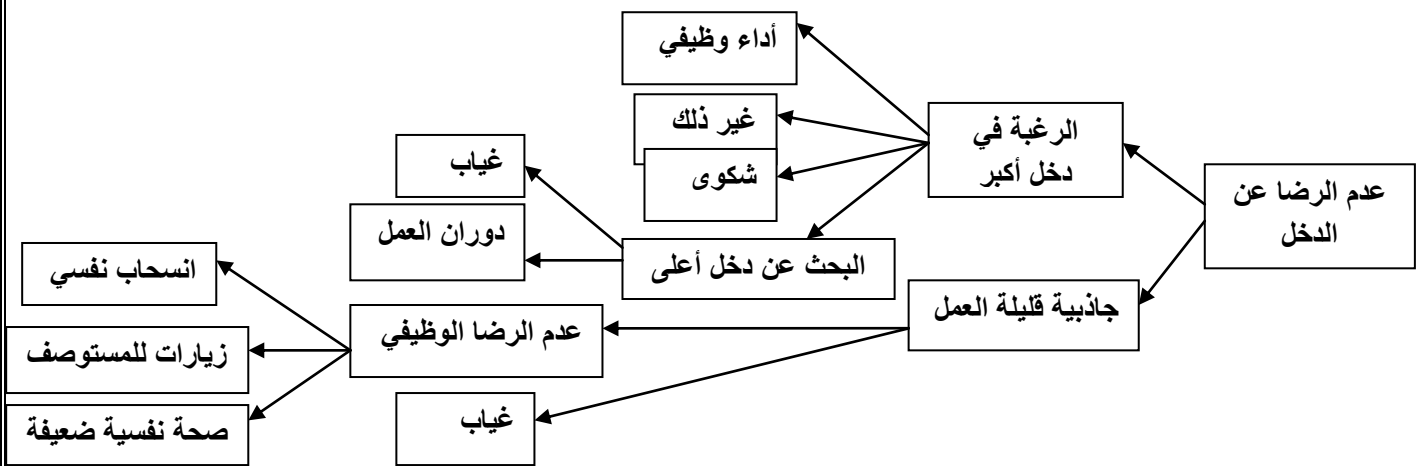 أداء وظيفي
غير ذلك
شكوى
الرغبة في
دخل أكبر
عدم الرضا عن
الدخل
غياب
دوران العمل
البحث عن دخل أعلى
جاذبية قليلة العمل
انسحاب نفسي
عدم الرضا الوظيفي
زيارات للمستوصف
صحة نفسية ضعيفة
غياب